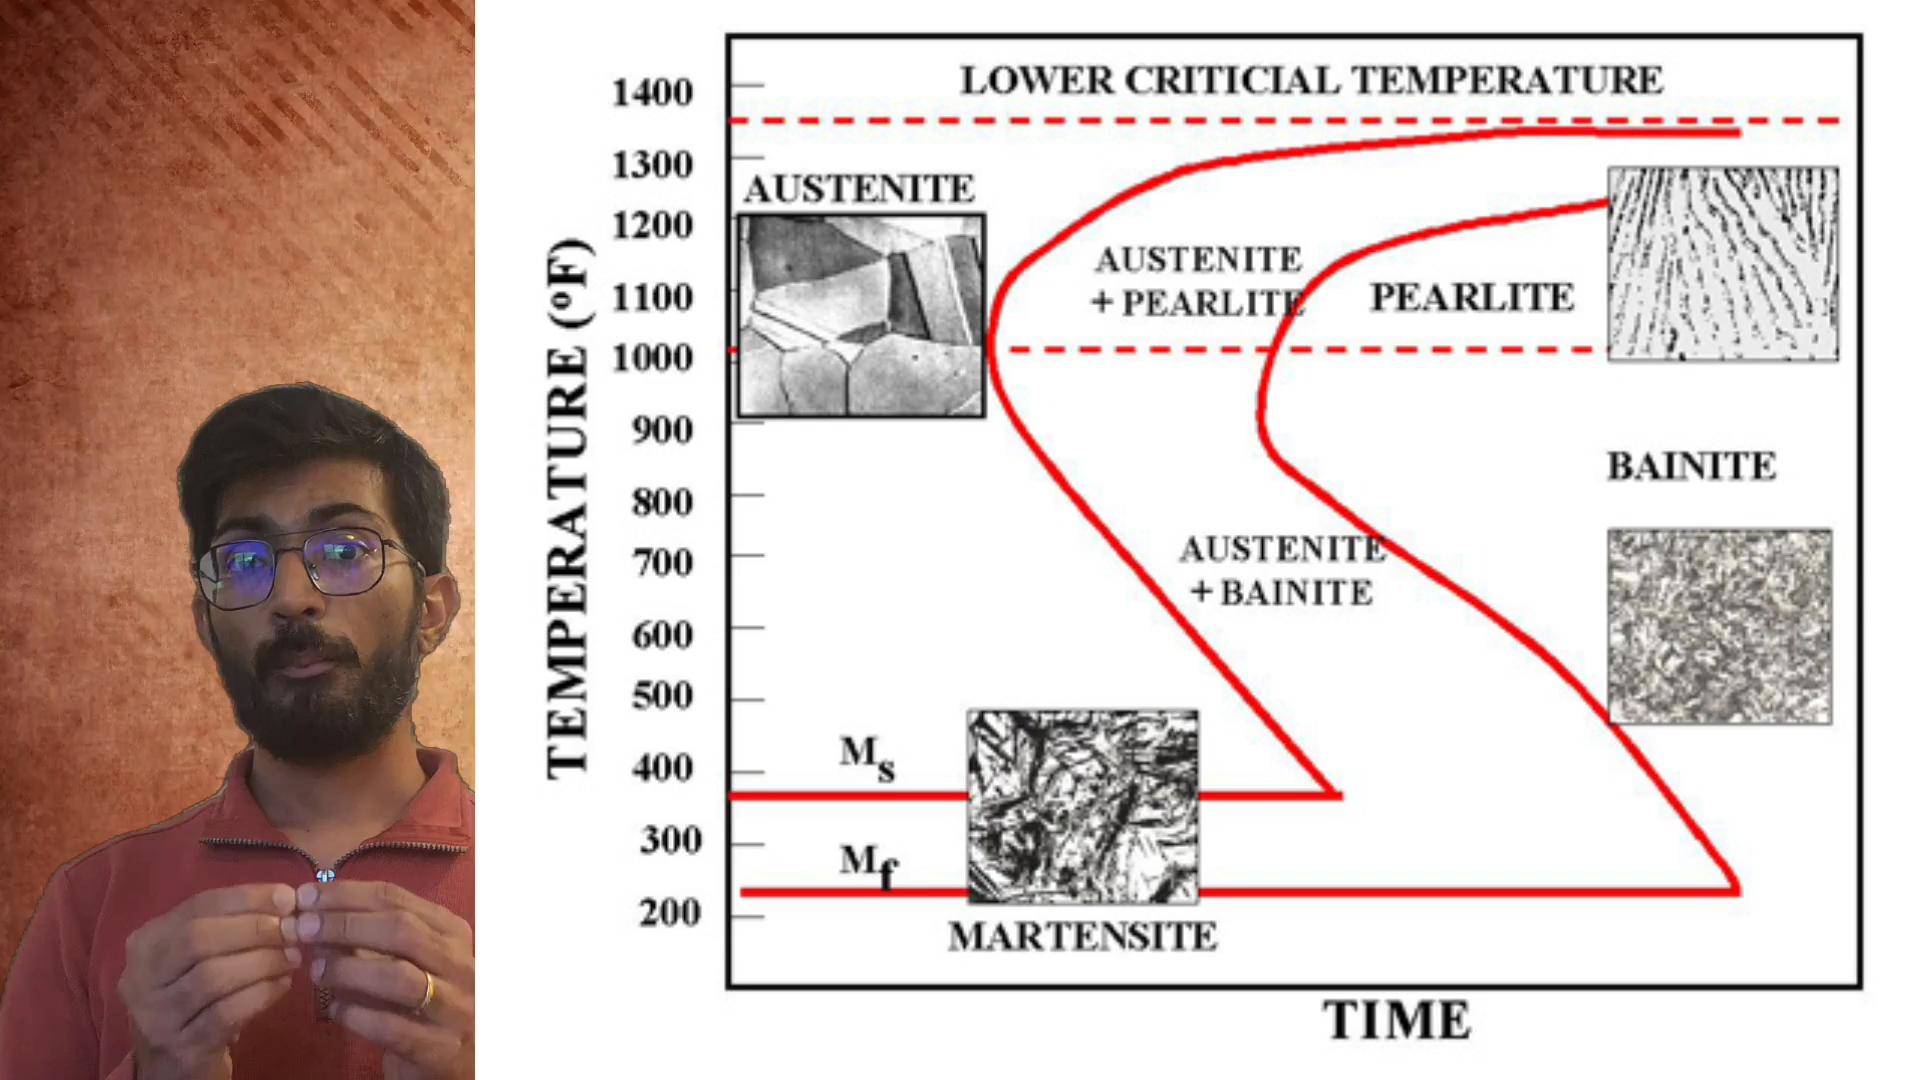 LOWER CRITICIAL TEMPERATURE
1400
1300
1200
1100
1000
900
800
700
600
500
400
300
200
TEMPERATURE (ºF)
AUSTENITE
AUSTENITE
+ PEARLITE
PEARLITE
BAINITE
AUSTENITE
+ BAINITE
Ms
Mf
MARTENSITE
TIME